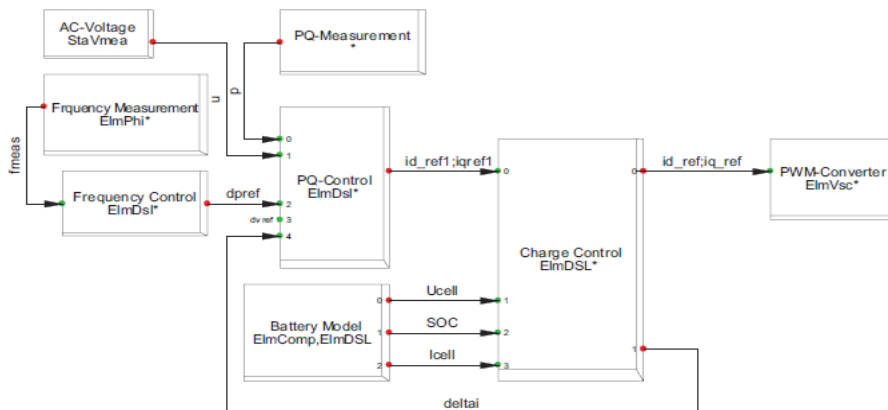 AC-Voltage
StaVmea
PQ-Measurement
*
Frquency Measurement
ElmPhi*
u
p
fmeas
0
1
id_ref1;iqref1
0
id_ref;iq_ref
0
PWM-Converter
ElmVsc*
PQ-Control
ElmDsl*
Frequency Control
ElmDsl*
dpref
2
dvref
3
4
Charge Control
ElmDSL*
Battery Model
ElmComp,ElmDSL
0
Ucell
1
1
SOC
2
2
Icell
3
1
deltai